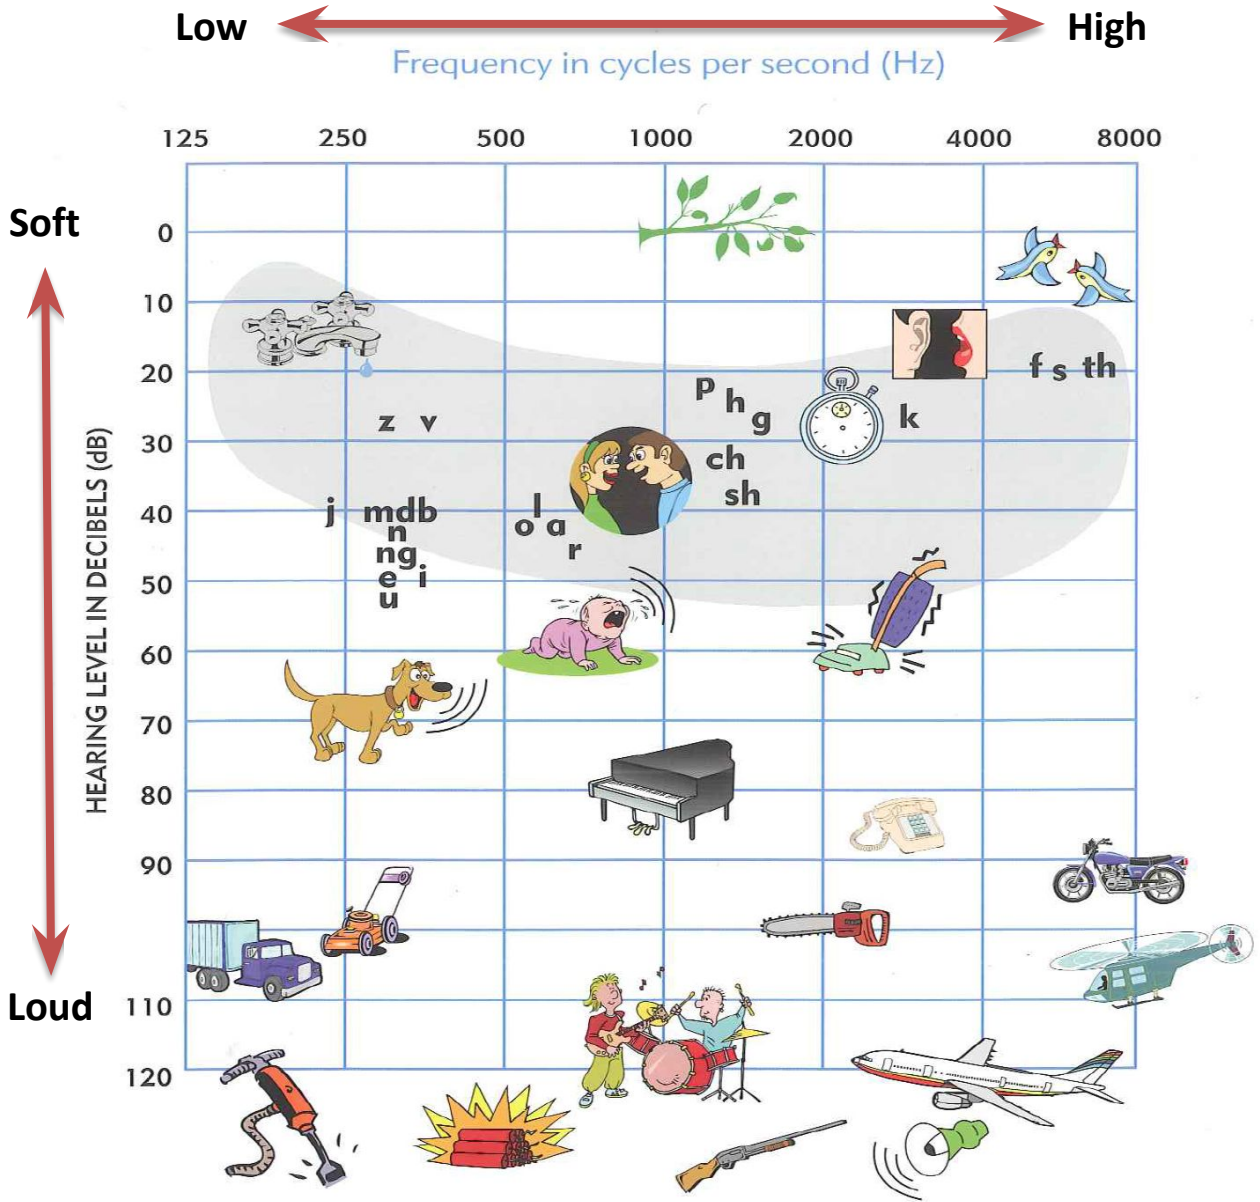 Low High
Frequency in cycles per second (Hz)
125 250 500 1000 2000 4000 8000
Soft
0
10
20
f s th
p
h
g
k
z v
30
ch
sh
j
mdb
l
40
o a
n
r
ng
HEARING LEVEL IN DECIBELS (dB)
50
e i
u
60
70
80
90
Loud
110
120